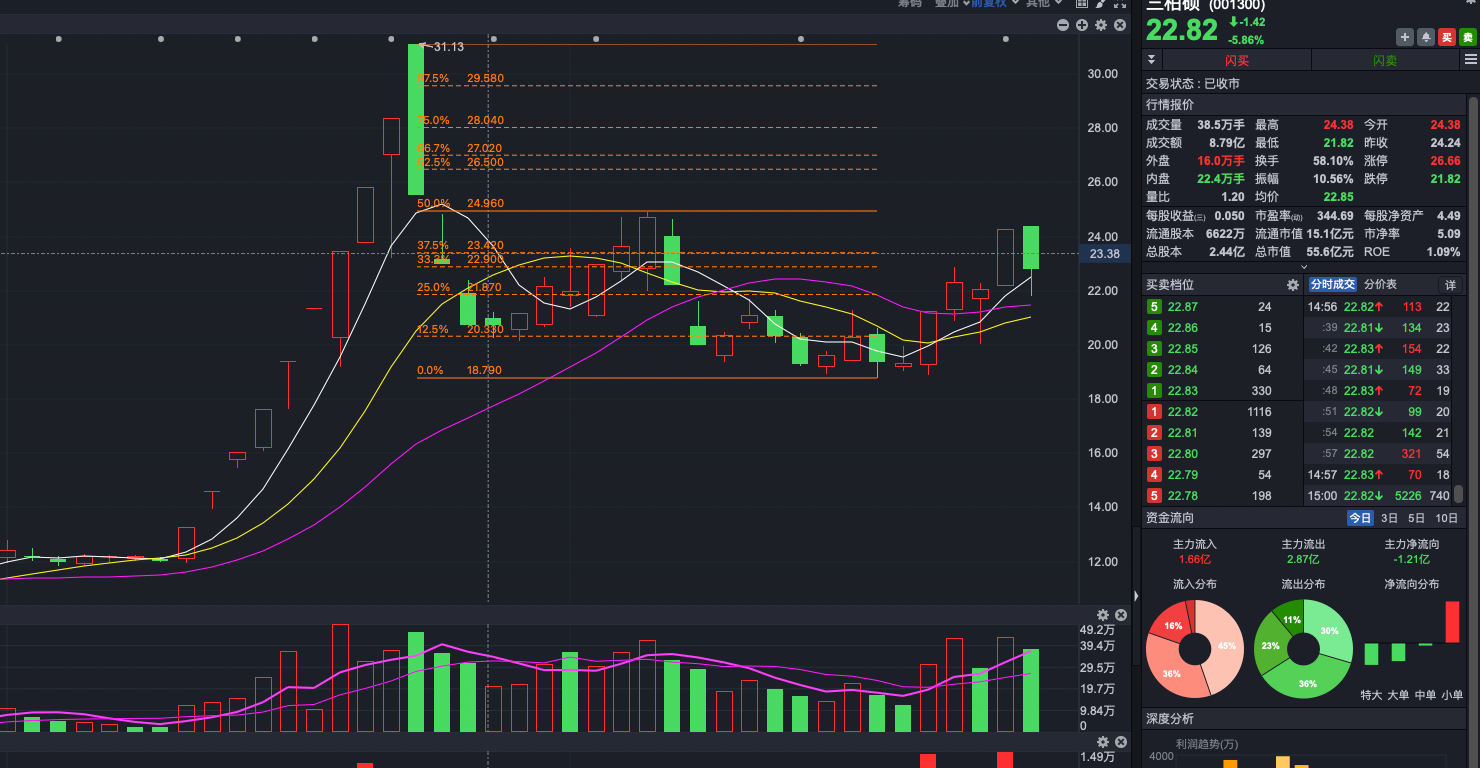 筹码 叠加 前复权 其他
三柏硕 (001300)
22.82 -1.42
-5.86%
买 卖
闪买 闪卖
交易状态 : 已收市
行情报价
成交量 38.5万手 最高 24.38 今开 24.38
成交额 8.79亿 最低 21.82 昨收 24.24
外盘 16.0万手 换手 58.10% 涨停 26.66
内盘 22.4万手 振幅 10.56% 跌停 21.82
量比 1.20 均价 22.85
每股收益(三) 0.050 市盈率(动) 344.69 每股净资产 4.49
流通股本 6622万 流通市值 15.1亿元 市净率 5.09
总股本 2.44亿 总市值 55.6亿元 ROE 1.09%
买卖档位 分时成交 分价表 详
5 22.87 24 14:56 22.82↑ 113 22
4 22.86 15 :39 22.81↓ 134 23
3 22.85 126 :42 22.83↑ 154 22
2 22.84 64 :45 22.81↓ 149 33
1 22.83 330 :48 22.83↑ 72 19
1 22.82 1116 :51 22.82↓ 99 20
2 22.81 139 :54 22.82 142 21
3 22.80 297 :57 22.82 321 54
4 22.79 54 14:57 22.83↑ 70 18
5 22.78 198 15:00 22.82↓ 5226 740
资金流向 今日 3日 5日 10日
主力流入 主力流出 主力净流向
1.66亿 2.87亿 -1.21亿
流入分布 流出分布 净流向分布
16% 45% 36%
11% 30% 23% 36%
特大 大单 中单 小单
深度分析
利润趋势(万)
4000
31.13
87.5% 29.580
75.0% 28.040
66.7% 27.020
62.5% 26.500
50.0% 24.960
37.5% 23.420
33.3% 22.900
25.0% 21.870
12.5% 20.330
0.0% 18.790
30.00
28.00
26.00
24.00
23.38
22.00
20.00
18.00
16.00
14.00
12.00
49.2万
39.4万
29.5万
19.7万
9.84万
0
1.49万